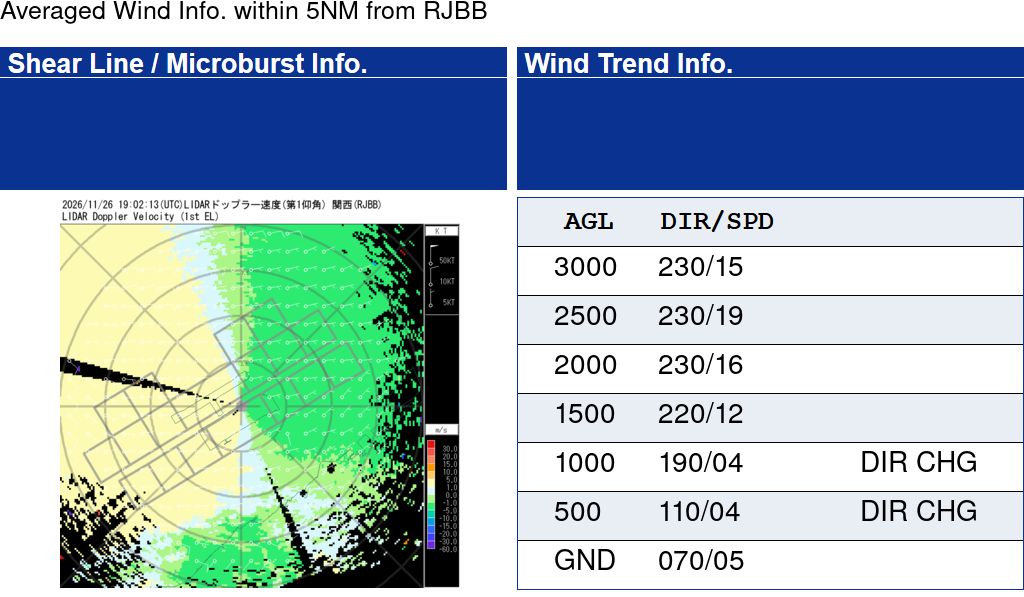 Averaged Wind Info. within 5NM from RJBB
Shear Line / Microburst Info.
Wind Trend Info.
2026/11/26 19:02:13(UTC)LIDARドップラー速度(第1仰角) 関西(RJBB)
LIDAR Doppler Velocity (1st EL)
KT
50KT
10KT
5KT
m/s
30.0
20.0
15.0
10.0
5.0
1.0
0.0
-1.0
-5.0
-10.0
-15.0
-20.0
-30.0
-60.0
AGL DIR/SPD
3000 230/15
2500 230/19
2000 230/16
1500 220/12
1000 190/04 DIR CHG
500 110/04 DIR CHG
GND 070/05